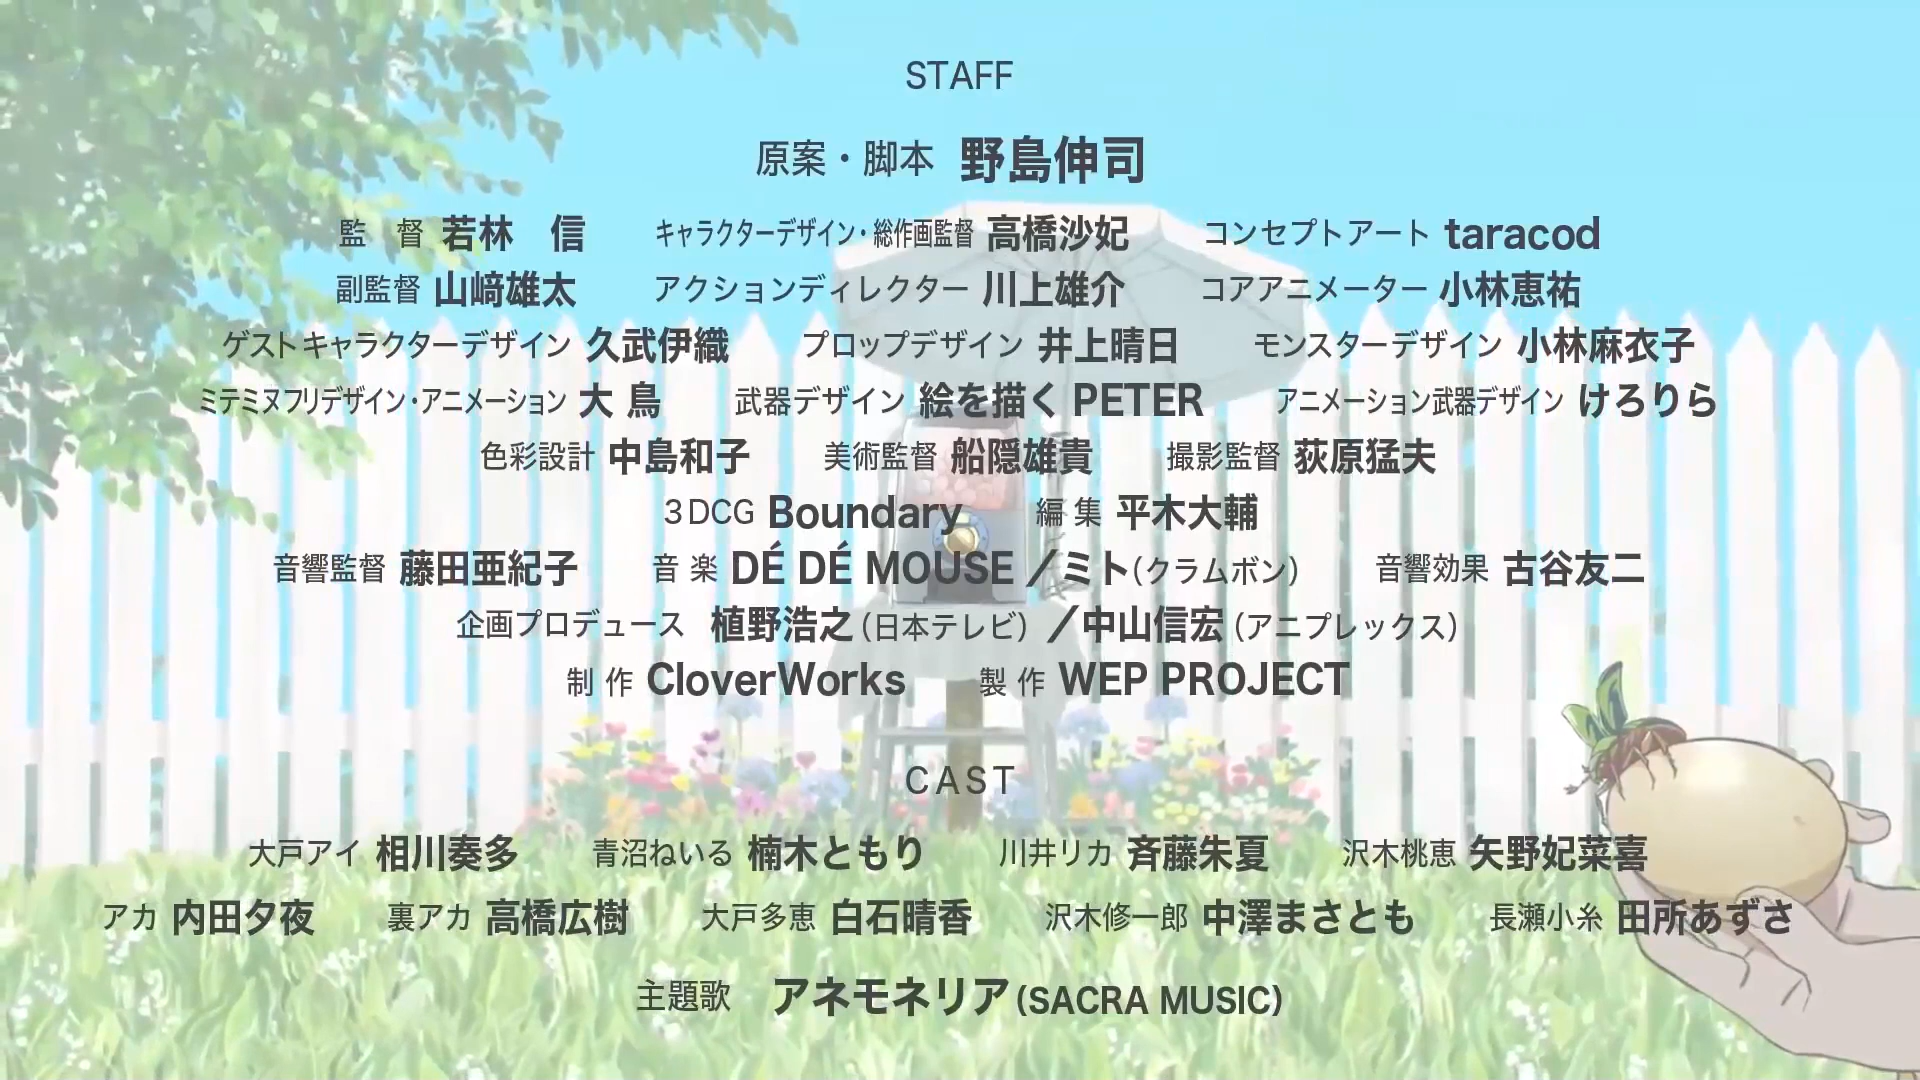 STAFF
原案・脚本 野島伸司
監 督 若林 信 キャラクターデザイン・総作画監督 高橋沙妃 コンセプトアート taracod
副監督 山﨑雄太 アクションディレクター 川上雄介 コアアニメーター 小林恵祐
ゲストキャラクターデザイン 久武伊織 プロップデザイン 井上晴日 モンスターデザイン 小林麻衣子
ミテミヌフリデザイン・アニメーション 大 鳥 武器デザイン 絵を描く PETER アニメーション武器デザイン けろりら
色彩設計 中島和子 美術監督 船隠雄貴 撮影監督 荻原猛夫
3DCG Boundary 編 集 平木大輔
音響監督 藤田亜紀子 音 楽 DÉ DÉ MOUSE /ミト(クラムボン) 音響効果 古谷友二
企画プロデュース 植野浩之(日本テレビ)/中山信宏(アニプレックス)
制 作 CloverWorks 製 作 WEP PROJECT
CAST
大戸アイ 相川奏多 青沼ねいる 楠木ともり 川井リカ 斉藤朱夏 沢木桃恵 矢野妃菜喜
アカ 内田夕夜 裏アカ 高橋広樹 大戸多恵 白石晴香 沢木修一郎 中澤まさとも 長瀬小糸 田所あずさ
主題歌 アネモネリア(SACRA MUSIC)